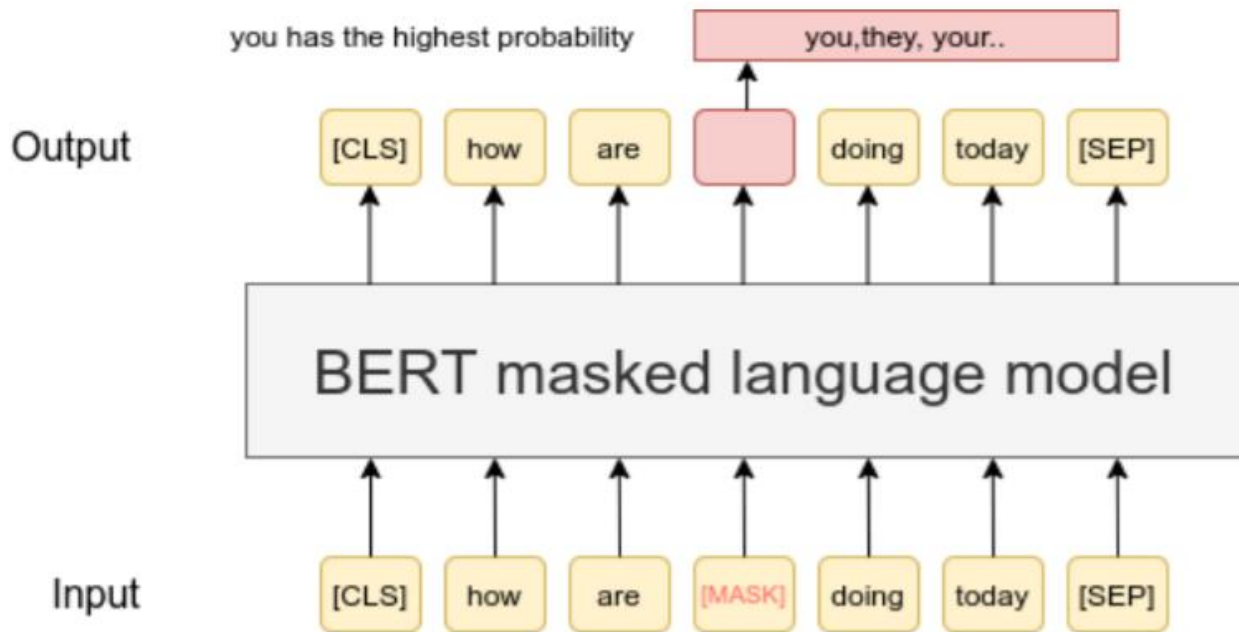 you has the highest probability you,they, your..
Output [CLS] how are doing today [SEP]
BERT masked language model
Input [CLS] how are [MASK] doing today [SEP]